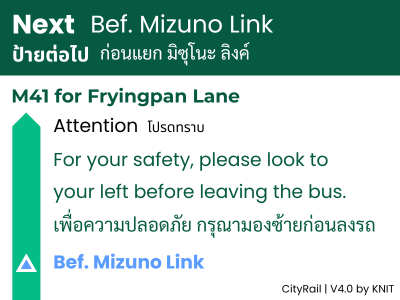 Next Bef. Mizuno Link
ป้ายต่อไป ก่อนแยก มิซุโนะ ลิงค์
M41 for Fryingpan Lane
Attention โปรดทราบ
For your safety, please look to
your left before leaving the bus.
เพื่อความปลอดภัย กรุณามองซ้ายก่อนลงรถ
Bef. Mizuno Link
CityRail | V4.0 by KNIT